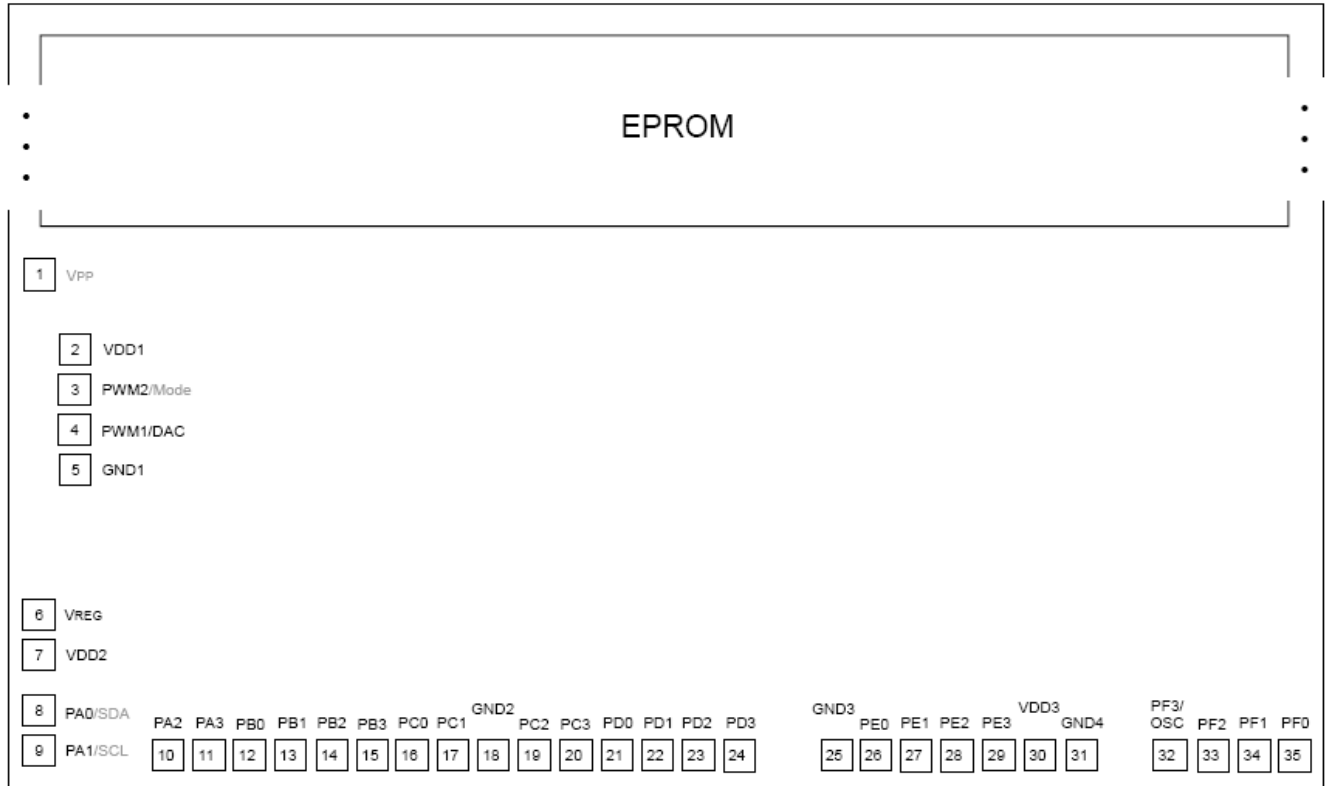 EPROM
1 VPP
2 VDD1
3 PWM2/Mode
4 PWM1/DAC
5 GND1
6 VREG
7 VDD2
8 PA0/SDA
9 PA1/SCL
PA2 PA3 PB0 PB1 PB2 PB3 PC0 PC1 GND2 PC2 PC3 PD0 PD1 PD2 PD3 GND3 PE0 PE1 PE2 PE3 VDD3 GND4 PF3/OSC PF2 PF1 PF0
10 11 12 13 14 15 16 17 18 19 20 21 22 23 24 25 26 27 28 29 30 31 32 33 34 35